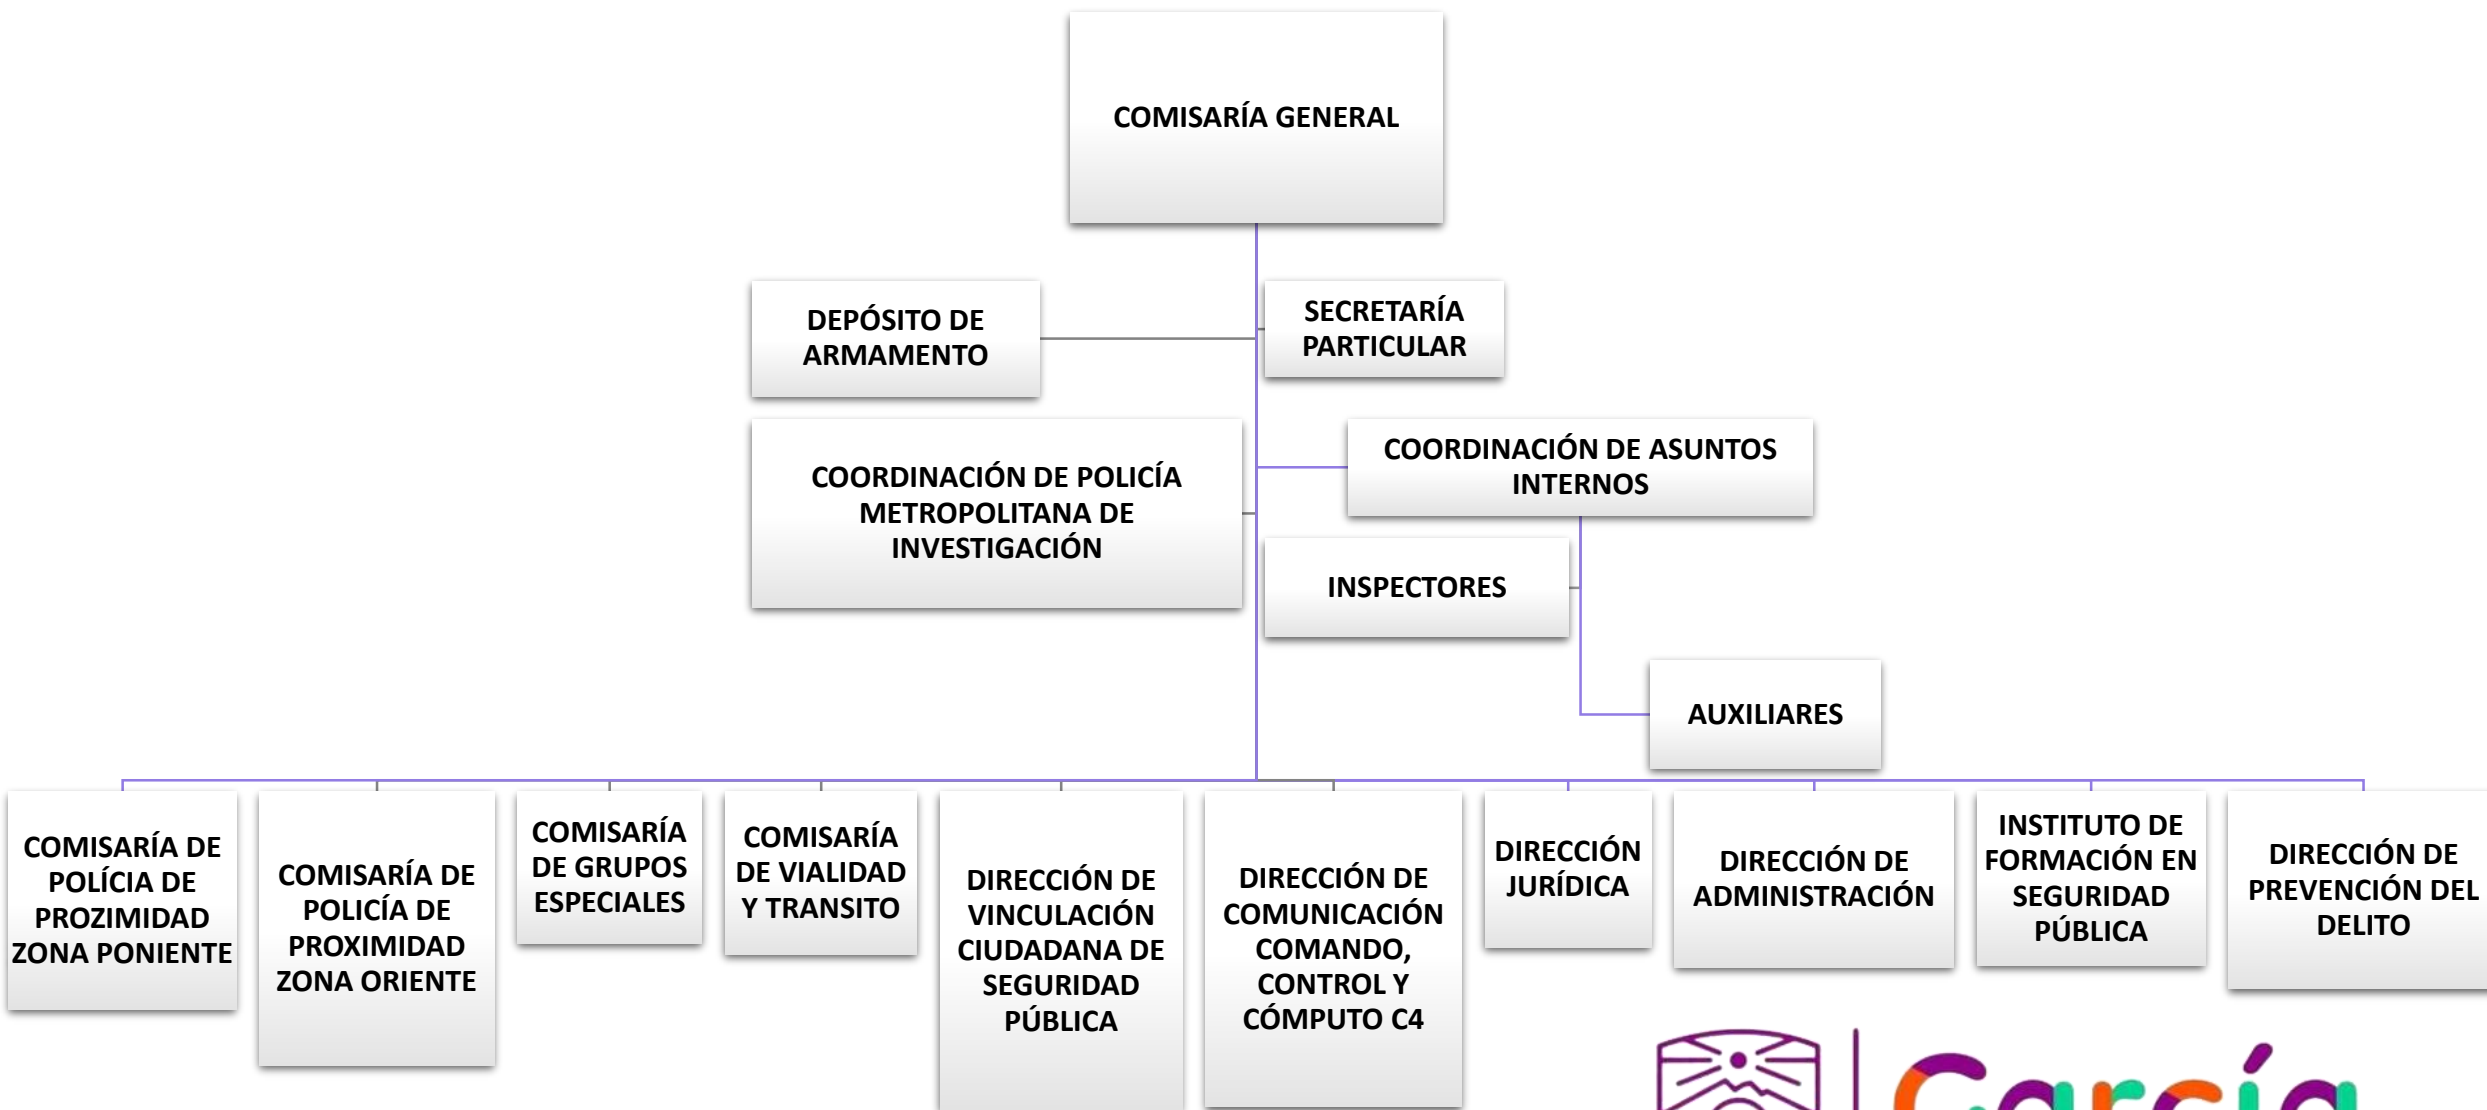 COMISARÍA GENERAL
DEPÓSITO DE
ARMAMENTO
SECRETARÍA
PARTICULAR
COORDINACIÓN DE POLICÍA
METROPOLITANA DE
INVESTIGACIÓN
COORDINACIÓN DE ASUNTOS
INTERNOS
INSPECTORES
AUXILIARES
COMISARÍA DE
POLÍCIA DE
PROZIMIDAD
ZONA PONIENTE
COMISARÍA DE
POLICÍA DE
PROXIMIDAD
ZONA ORIENTE
COMISARÍA
DE GRUPOS
ESPECIALES
COMISARÍA
DE VIALIDAD
Y TRANSITO
DIRECCIÓN DE
VINCULACIÓN
CIUDADANA DE
SEGURIDAD
PÚBLICA
DIRECCIÓN DE
COMUNICACIÓN
COMANDO,
CONTROL Y
CÓMPUTO C4
DIRECCIÓN
JURÍDICA
DIRECCIÓN DE
ADMINISTRACIÓN
INSTITUTO DE
FORMACIÓN EN
SEGURIDAD
PÚBLICA
DIRECCIÓN DE
PREVENCIÓN DEL
DELITO
García